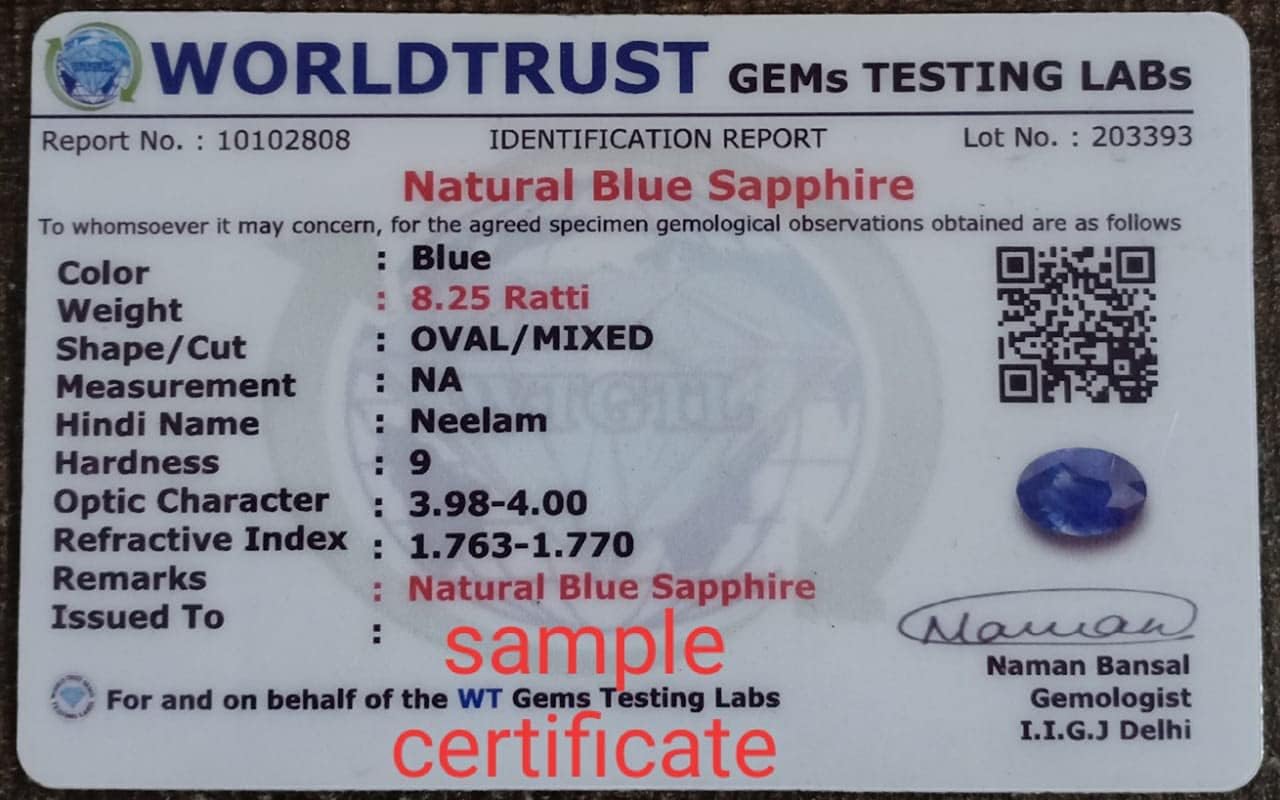 WORLDTRUST GEMs TESTING LABs
Report No. : 10102808 IDENTIFICATION REPORT Lot No. : 203393
Natural Blue Sapphire
To whomsoever it may concern, for the agreed specimen gemological observations obtained are as follows
Color : Blue
Weight : 8.25 Ratti
Shape/Cut : OVAL/MIXED
Measurement : NA
Hindi Name : Neelam
Hardness : 9
Optic Character : 3.98-4.00
Refractive Index : 1.763-1.770
Remarks : Natural Blue Sapphire
Issued To :
sample
Naman
Naman Bansal
For and on behalf of the WT Gems Testing Labs
Gemologist
I.I.G.J Delhi
certificate